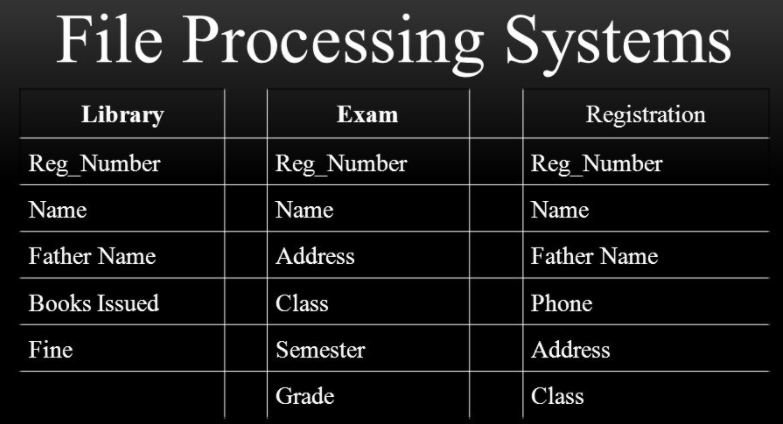 File Processing Systems
Library Exam Registration
Reg_Number Reg_Number Reg_Number
Name Name Name
Father Name Address Father Name
Books Issued Class Phone
Fine Semester Address
Grade Class